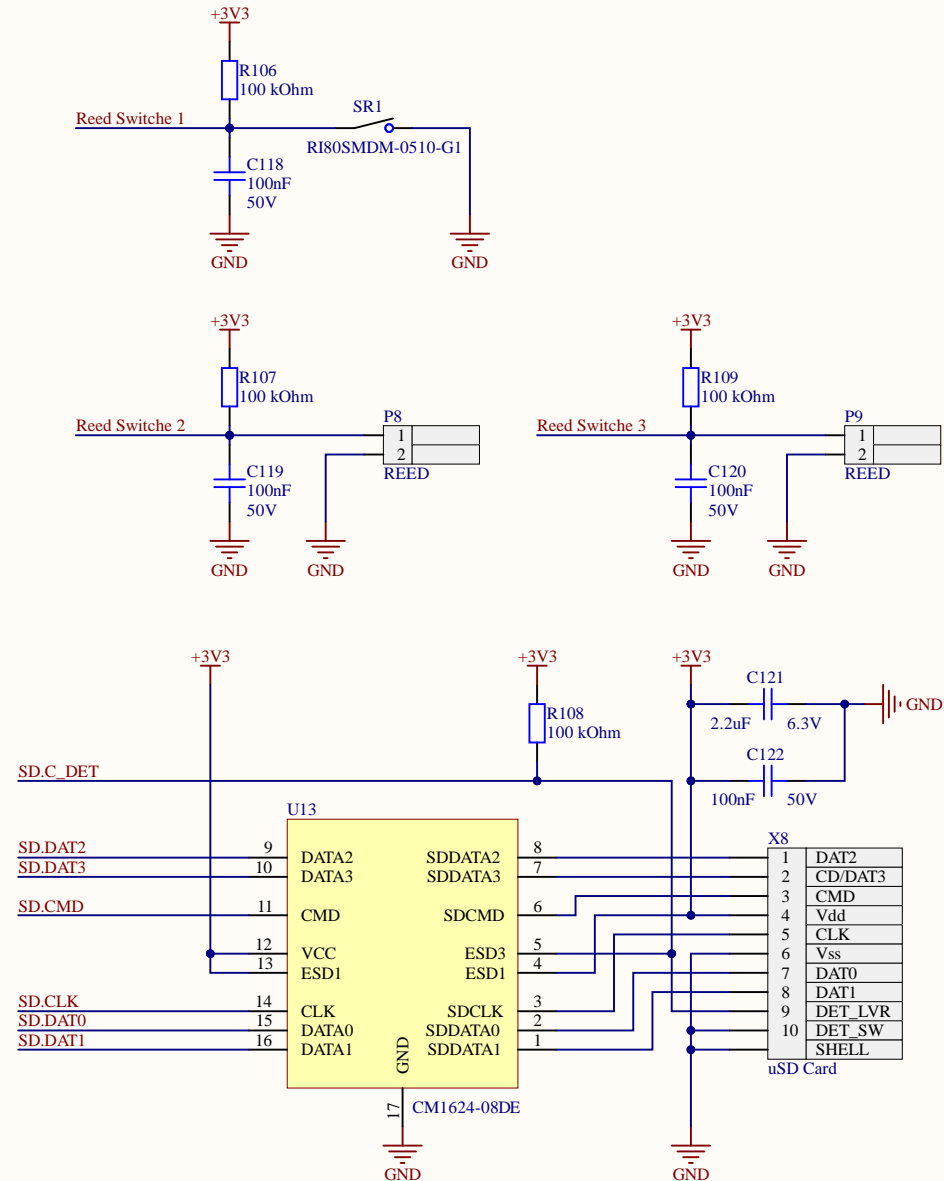 +3V3
R106
100 kOhm
SR1
Reed Switche 1
RI80SMDM-0510-G1
C118
100nF
50V
GND
GND
+3V3
+3V3
R107
100 kOhm
R109
100 kOhm
Reed Switche 2
P8
1
2
REED
Reed Switche 3
P9
1
2
REED
C119
100nF
50V
C120
100nF
50V
GND
GND
GND
GND
+3V3
+3V3
+3V3
C121
2.2uF 6.3V
GND
R108
100 kOhm
C122
100nF 50V
SD.C_DET
U13
X8
SD.DAT2 9 DATA2 SDDATA2 8
SD.DAT3 10 DATA3 SDDATA3 7
SD.CMD 11 CMD SDCMD 6
12 VCC ESD3 5
13 ESD1 ESD1 4
SD.CLK 14 CLK SDCLK 3
SD.DAT0 15 DATA0 SDDATA0 2
SD.DAT1 16 DATA1 SDDATA1 1
GND
17
CM1624-08DE
GND
1 DAT2
2 CD/DAT3
3 CMD
4 Vdd
5 CLK
6 Vss
7 DAT0
8 DAT1
9 DET_LVR
10 DET_SW
SHELL
uSD Card
GND